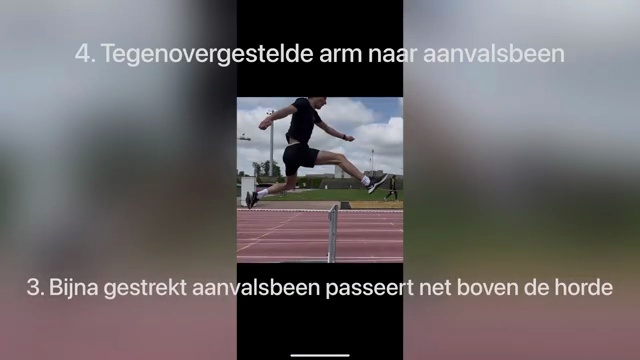 4. Tegenovergestelde arm naar aanvalsbeen
3. Bijna gestrekt aanvalsbeen passeert net boven de horde